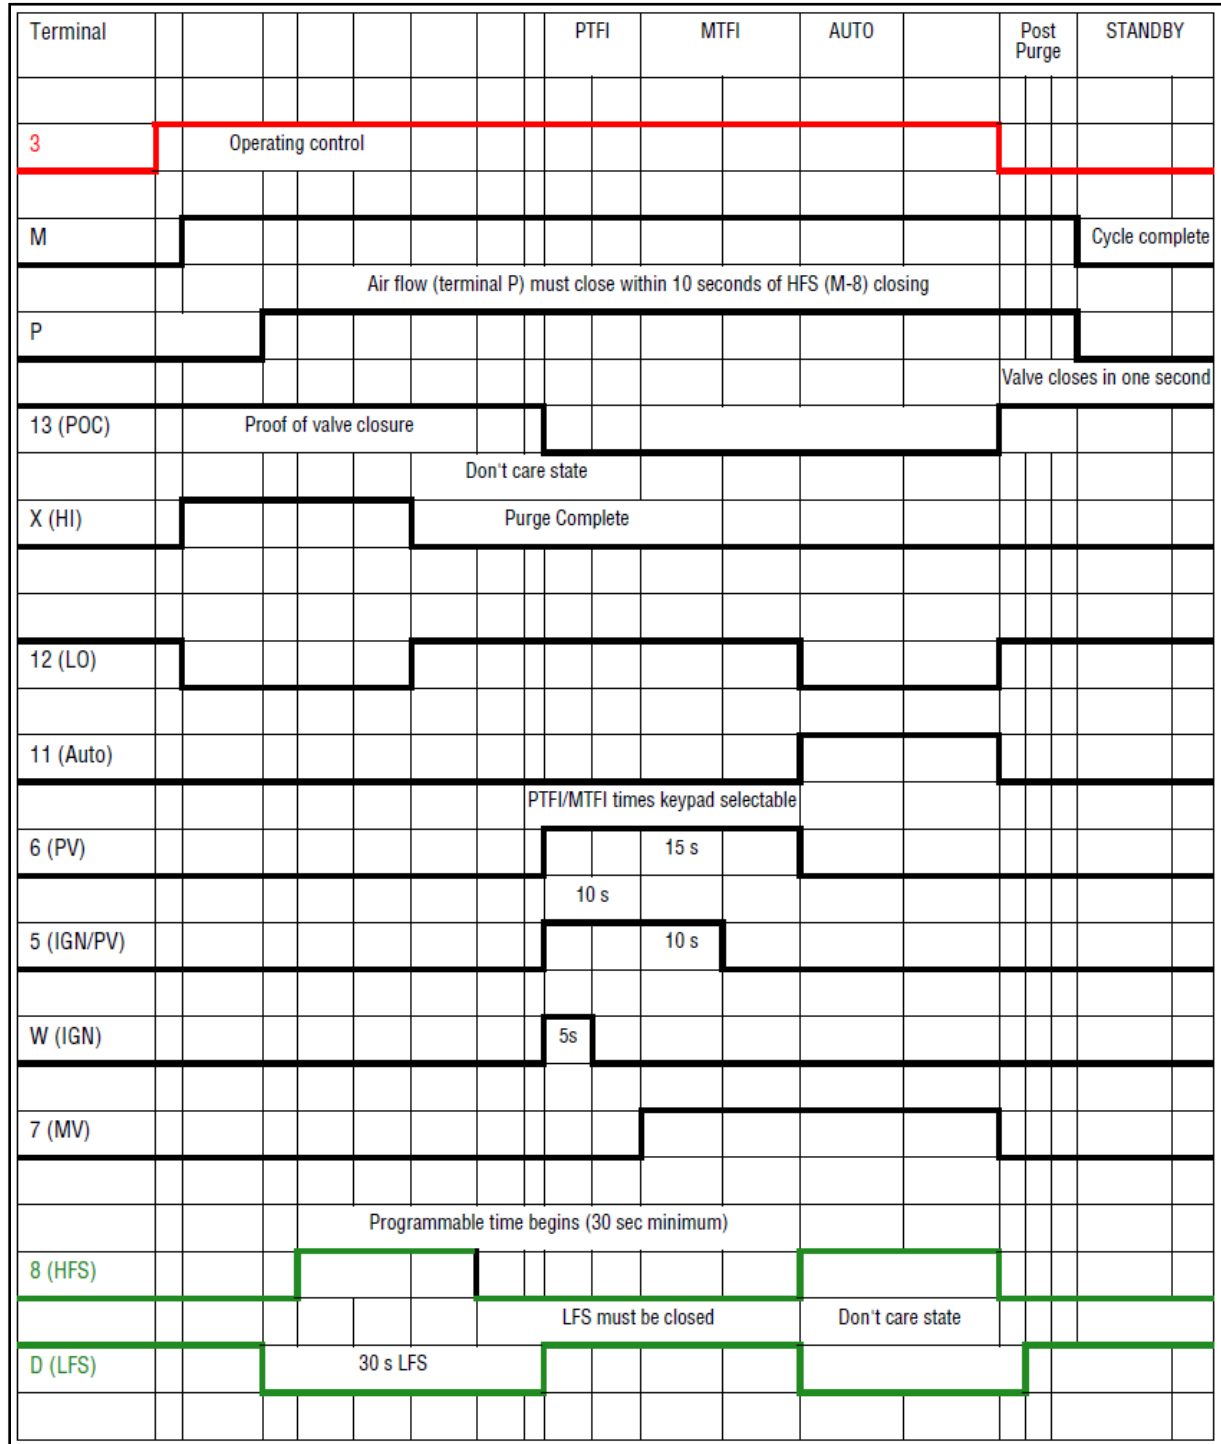 Terminal PTFI MTFI AUTO Post STANDBY
Purge
3 Operating control
M Cycle complete
Air flow (terminal P) must close within 10 seconds of HFS (M-8) closing
P
Valve closes in one second
13 (POC) Proof of valve closure
Don't care state
X (HI) Purge Complete
12 (LO)
11 (Auto)
PTFI/MTFI times keypad selectable
6 (PV) 15 s
10 s
5 (IGN/PV) 10 s
W (IGN) 5s
7 (MV)
Programmable time begins (30 sec minimum)
8 (HFS)
LFS must be closed Don't care state
D (LFS) 30 s LFS